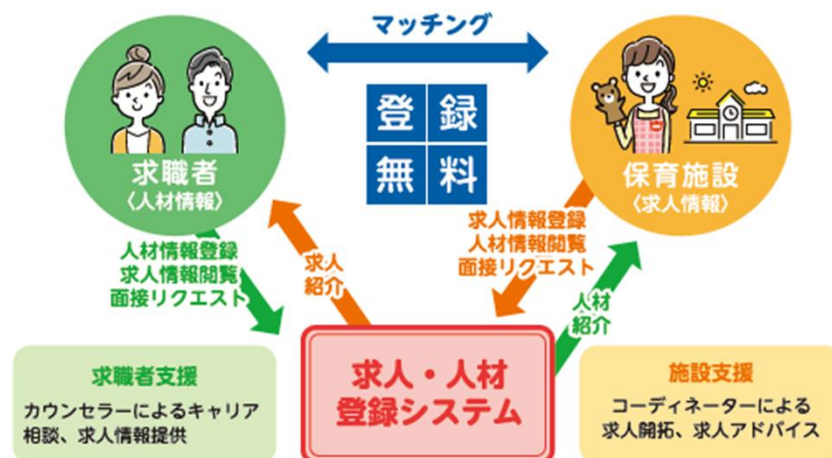 マッチング
登録
無料
求職者
〈人材情報〉
保育施設
〈求人情報〉
人材情報登録
求人情報閲覧
面接リクエスト
求人
紹介
求人情報登録
人材情報閲覧
面接リクエスト
人材
紹介
求人・人材
登録システム
求職者支援
カウンセラーによるキャリア
相談、求人情報提供
施設支援
コーディネーターによる
求人開拓、求人アドバイス